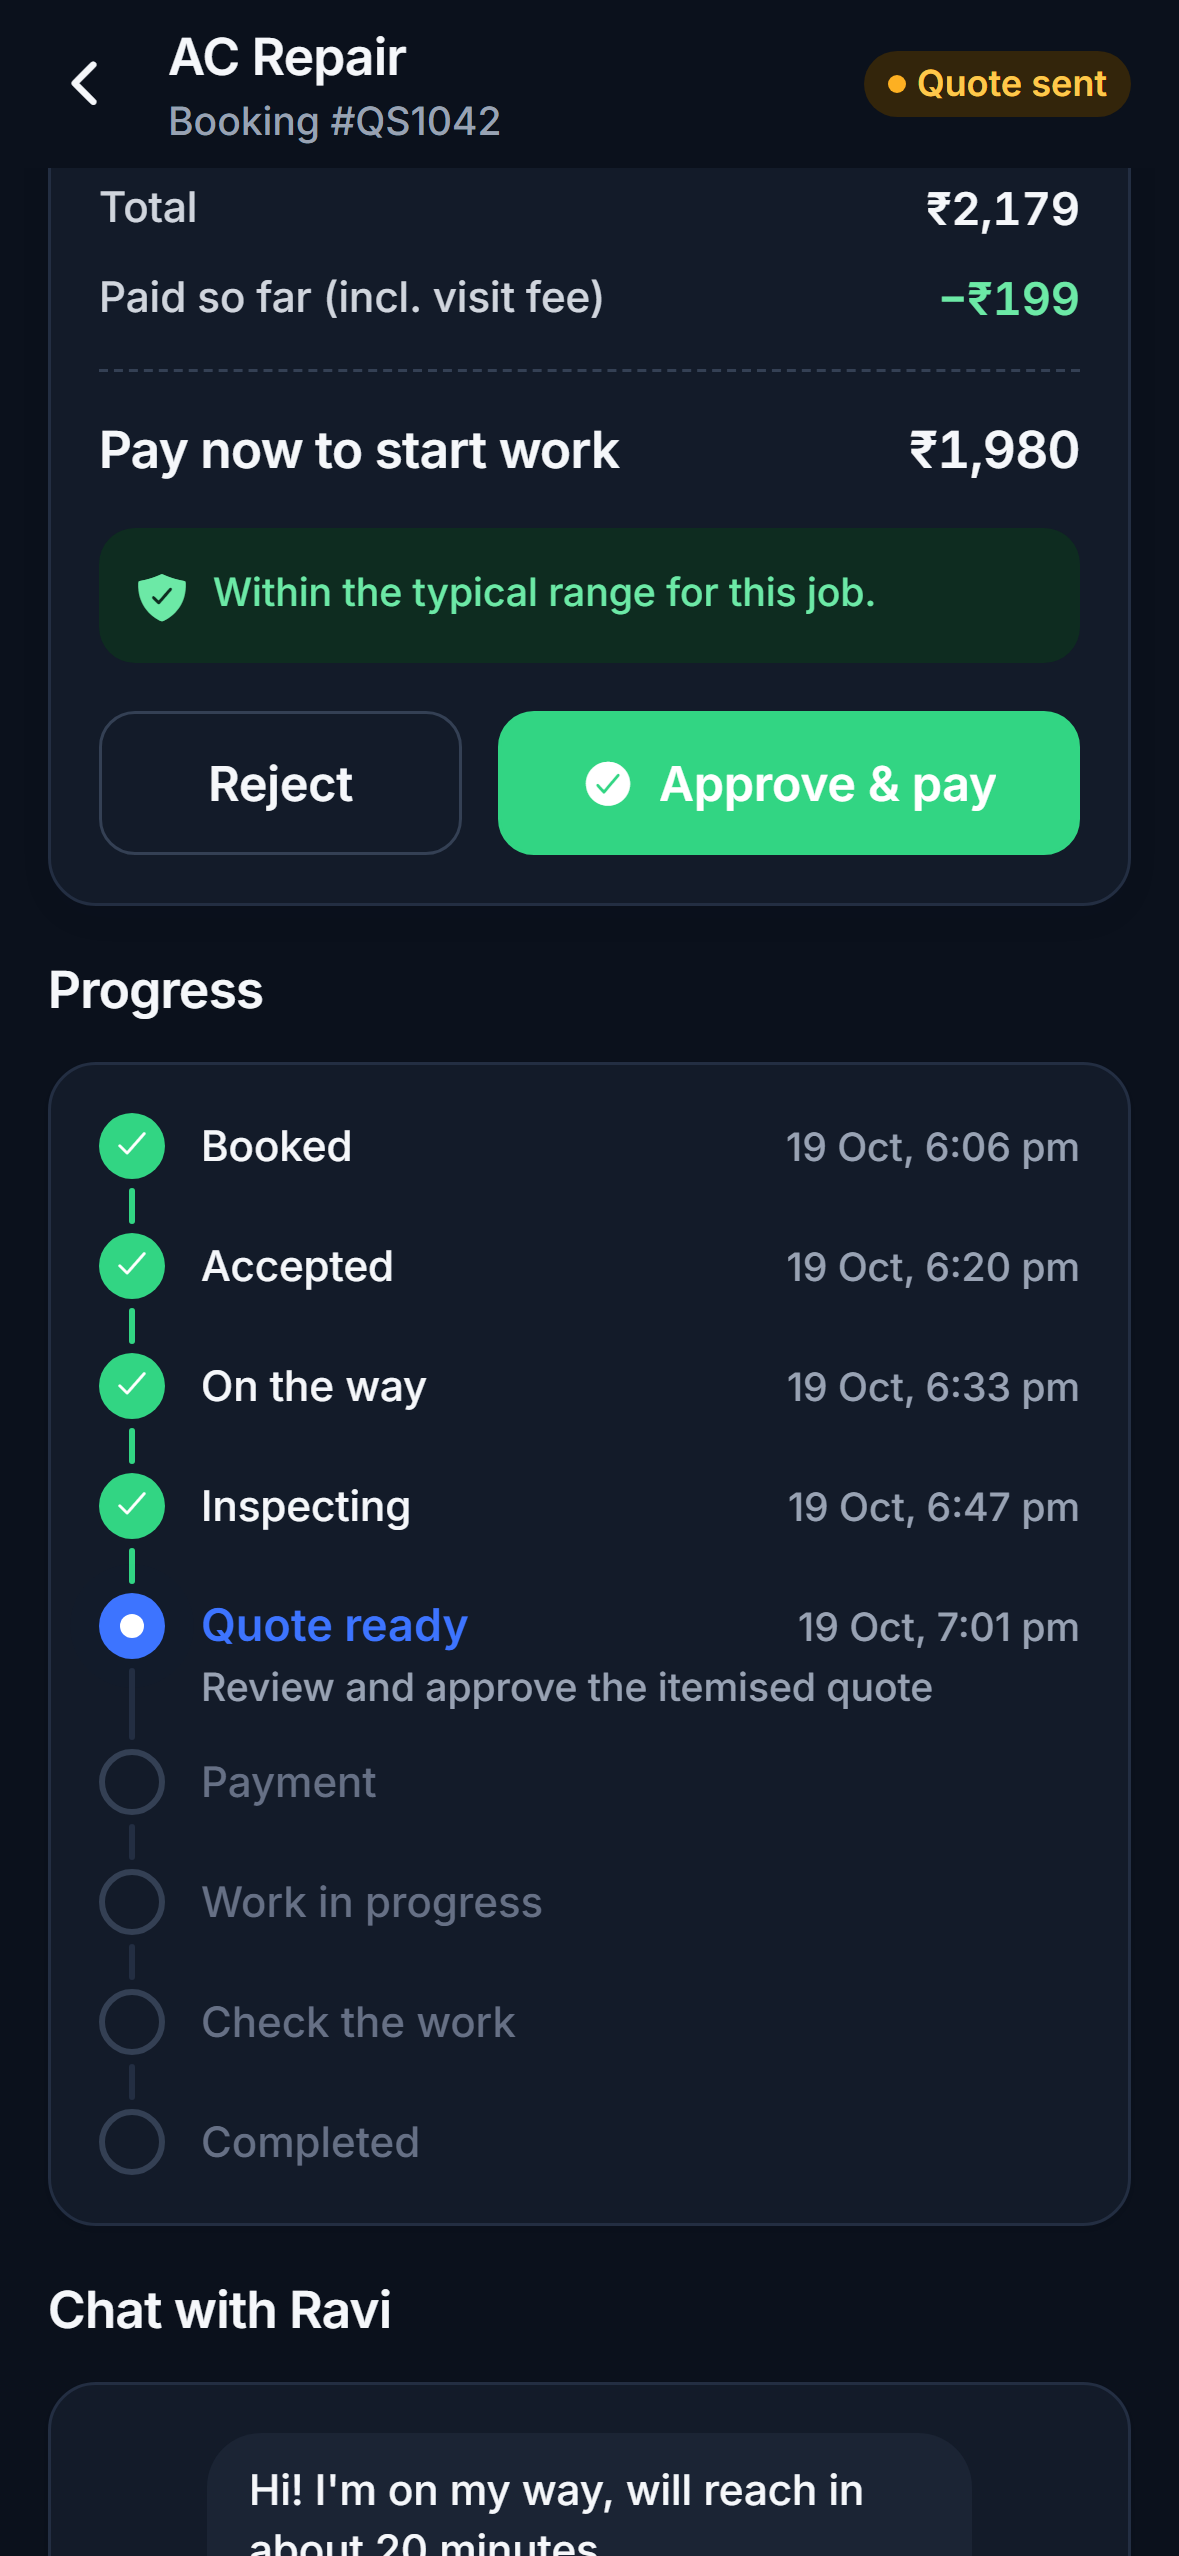 AC Repair
Booking #QS1042
Quote sent
Total ₹2,179
Paid so far (incl. visit fee) −₹199
Pay now to start work ₹1,980
Within the typical range for this job.
Reject
Approve & pay
Progress
Booked 19 Oct, 6:06 pm
Accepted 19 Oct, 6:20 pm
On the way 19 Oct, 6:33 pm
Inspecting 19 Oct, 6:47 pm
Quote ready 19 Oct, 7:01 pm
Review and approve the itemised quote
Payment
Work in progress
Check the work
Completed
Chat with Ravi
Hi! I'm on my way, will reach in
about 20 minutes